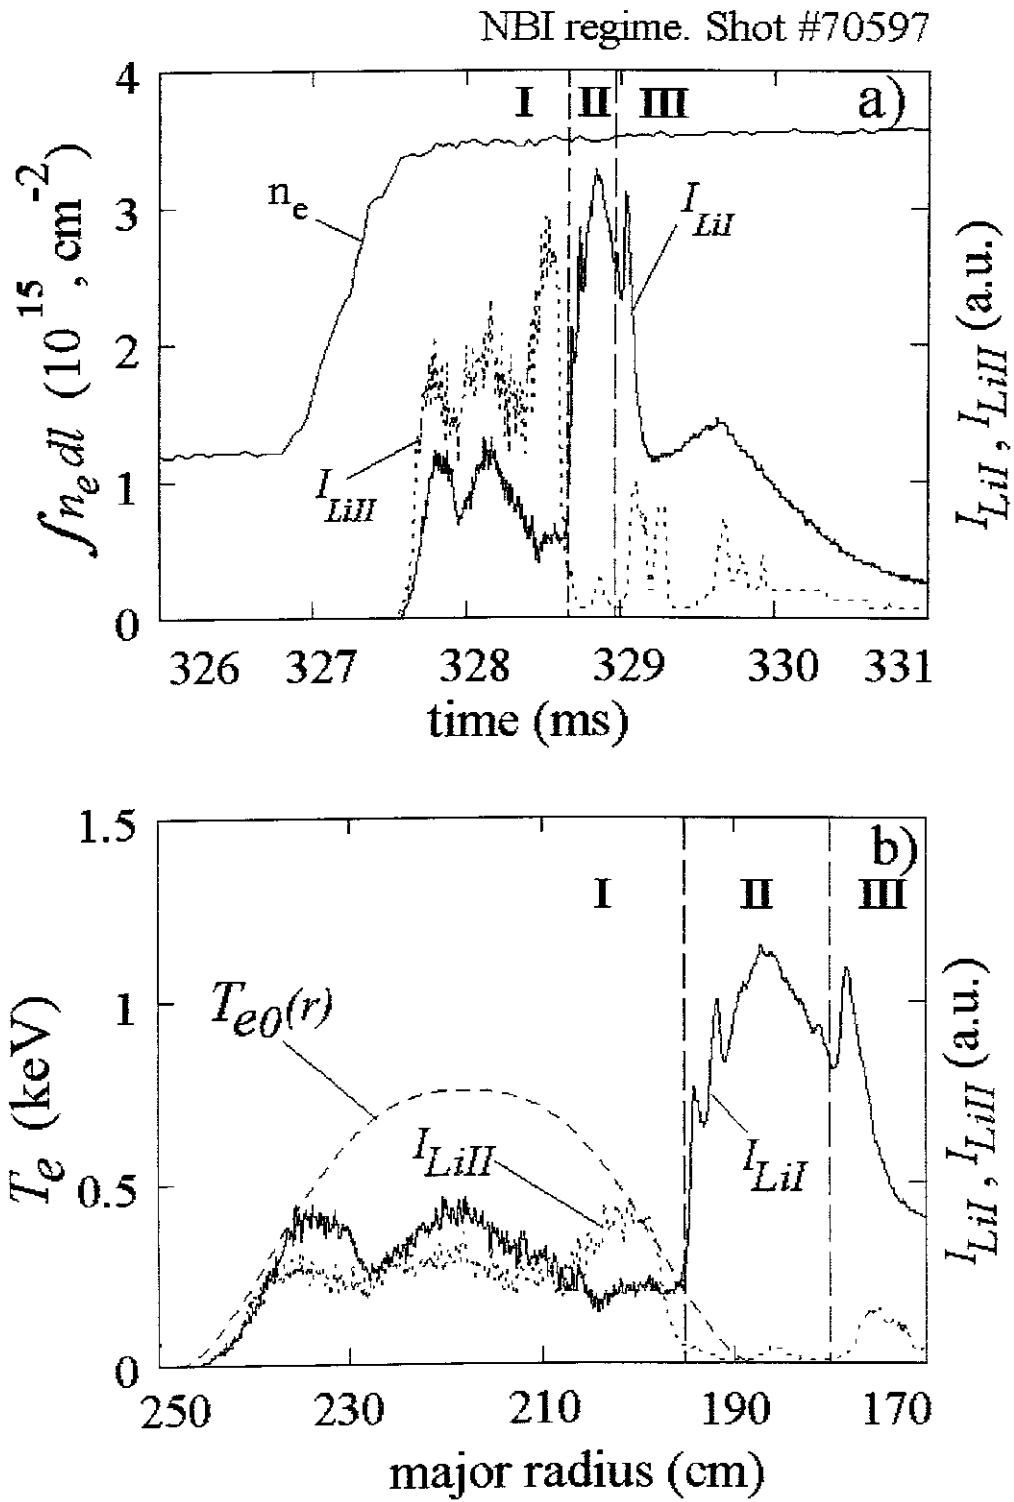 NBI regime. Shot #70597
4
3
2
1
0
∫n_e dl (10^15, cm^-2)
I II III a)
n_e
I_LiI
I_LiII
I_LiI, I_LiII (a.u.)
326 327 328 329 330 331
time (ms)
1.5
1
0.5
0
T_e (keV)
b)
I II III
T_e0(r)
I_LiII
I_LiI
I_LiI, I_LiII (a.u.)
250 230 210 190 170
major radius (cm)